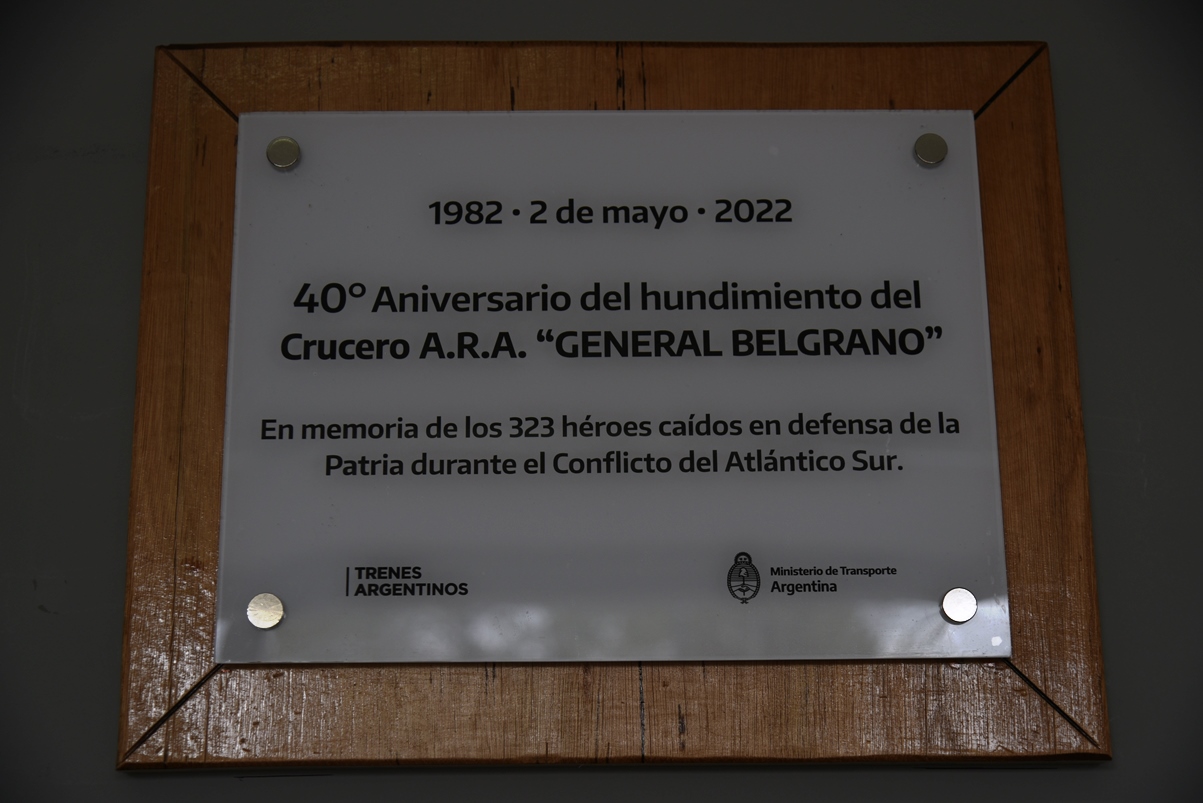 1982 · 2 de mayo · 2022
40° Aniversario del hundimiento del
Crucero A.R.A. “GENERAL BELGRANO”
En memoria de los 323 héroes caídos en defensa de la
Patria durante el Conflicto del Atlántico Sur.
TRENES
ARGENTINOS
Ministerio de Transporte
Argentina